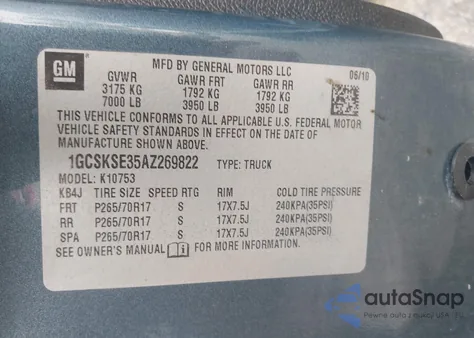 GM
MFD BY GENERAL MOTORS LLC
06/10
GVWR GAWR FRT GAWR RR
3175 KG 1792 KG 1792 KG
7000 LB 3950 LB 3950 LB
THIS VEHICLE CONFORMS TO ALL APPLICABLE U.S. FEDERAL MOTOR
VEHICLE SAFETY STANDARDS IN EFFECT ON THE DATE OF
MANUFACTURE SHOWN ABOVE.
1GCSKSE35AZ269822 TYPE: TRUCK
MODEL: K10753
KB4J TIRE SIZE SPEED RTG RIM COLD TIRE PRESSURE
FRT P265/70R17 S 17X7.5J 240KPA(35PSI)
RR P265/70R17 S 17X7.5J 240KPA(35PSI)
SPA P265/70R17 S 17X7.5J 240KPA(35PSI)
SEE OWNER'S MANUAL FOR MORE INFORMATION.
autoSnap
Pewne auta z USA